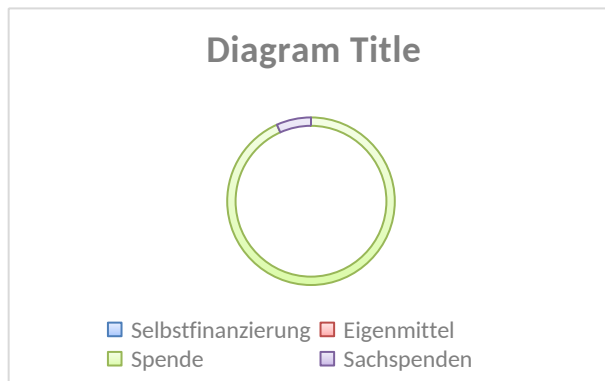 Diagram Title
Selbstfinanzierung Eigenmittel
Spende Sachspenden